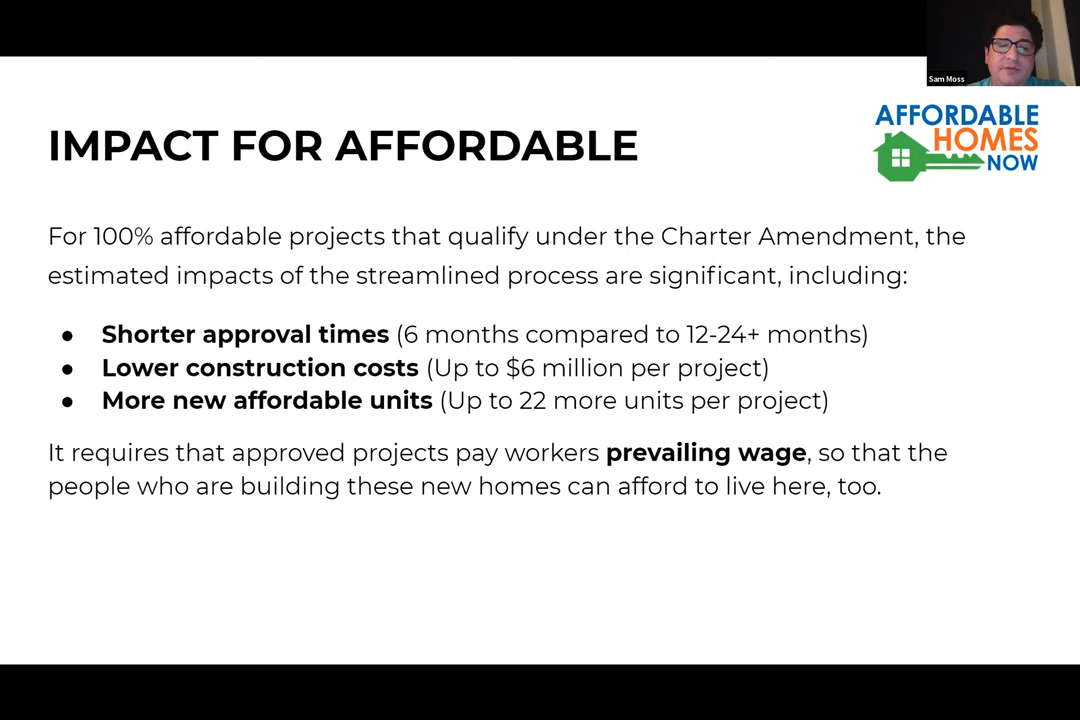 Sam Moss
IMPACT FOR AFFORDABLE
AFFORDABLE
HOMES
NOW
For 100% affordable projects that qualify under the Charter Amendment, the
estimated impacts of the streamlined process are significant, including:
● Shorter approval times (6 months compared to 12-24+ months)
● Lower construction costs (Up to $6 million per project)
● More new affordable units (Up to 22 more units per project)
It requires that approved projects pay workers prevailing wage, so that the
people who are building these new homes can afford to live here, too.